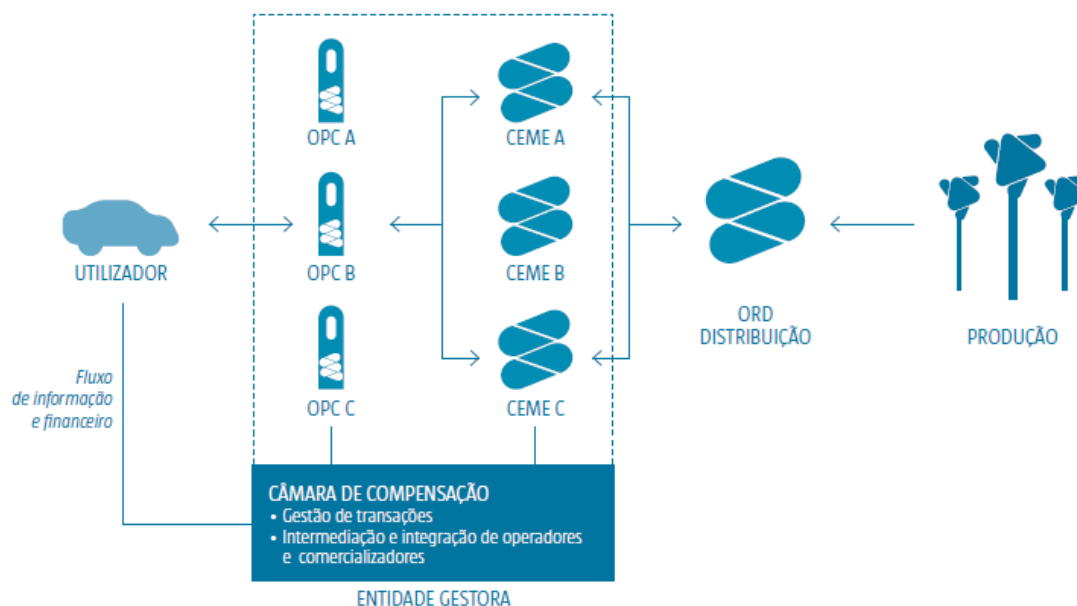 OPC A
CEME A
UTILIZADOR
OPC B
CEME B
ORD
DISTRIBUIÇÃO
PRODUÇÃO
Fluxo
de informação
e financeiro
OPC C
CEME C
CÂMARA DE COMPENSAÇÃO
• Gestão de transações
• Intermediação e integração de operadores
e comercializadores
ENTIDADE GESTORA